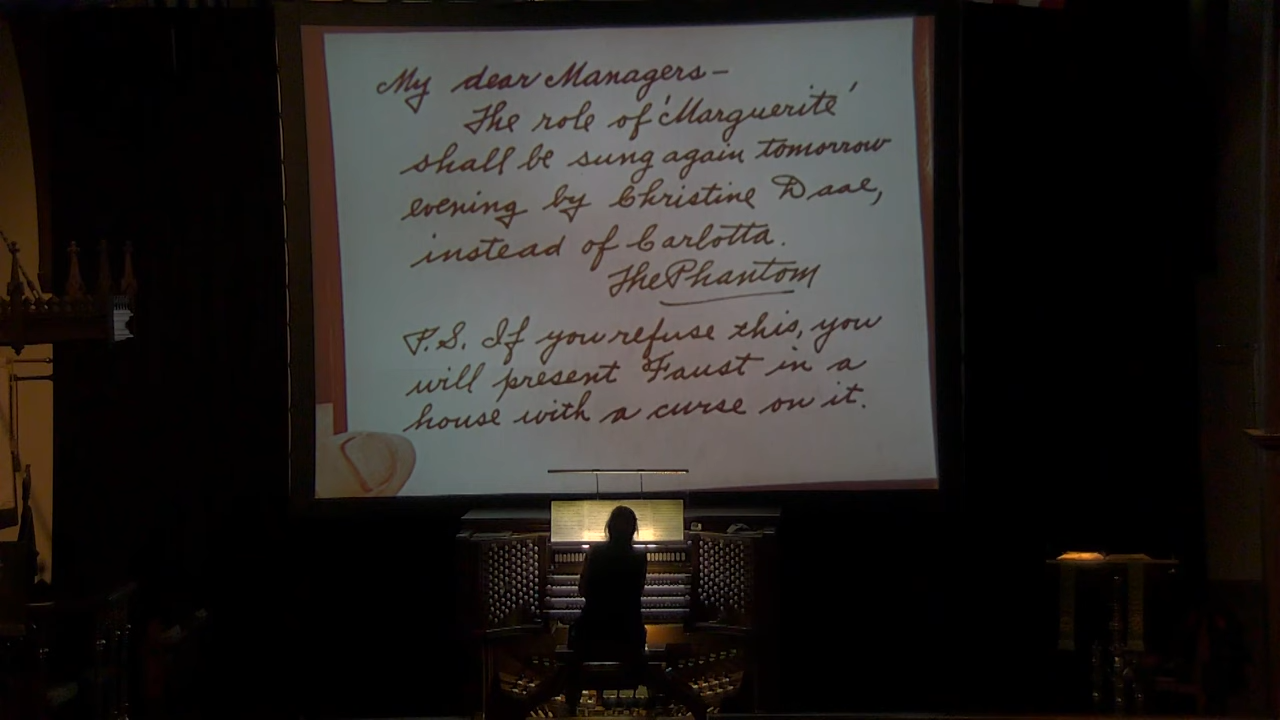 My dear Managers–
The role of 'Marguerite'
shall be sung again tomorrow
evening by Christine Daae,
instead of Carlotta.
The Phantom
P.S. If you refuse this, you
will present Faust in a
house with a curse on it.